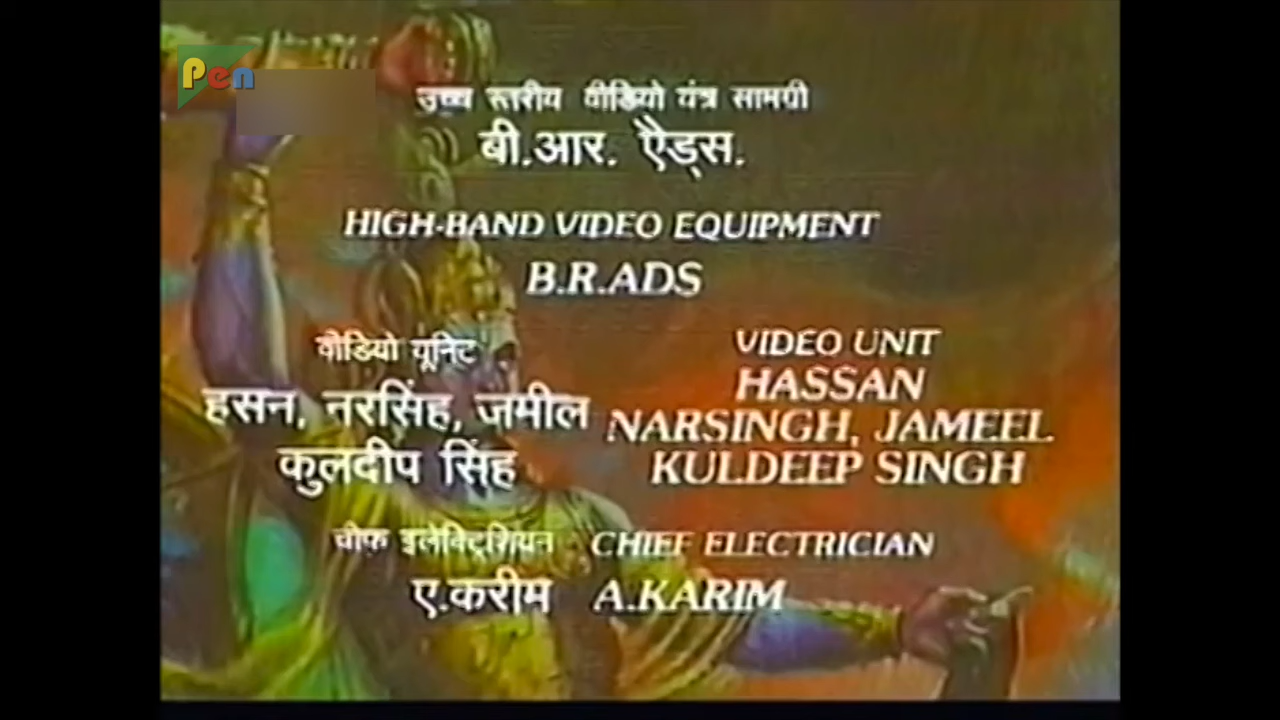 Pen
उच्च स्तरीय वीडियो यंत्र सामग्री
बी.आर. ऐड्स.
HIGH-BAND VIDEO EQUIPMENT
B.R.ADS
वीडियो यूनिट
हसन, नरसिंह, जमील
कुलदीप सिंह
VIDEO UNIT
HASSAN
NARSINGH, JAMEEL
KULDEEP SINGH
चीफ इलेक्ट्रिशियन
ए.करीम
CHIEF ELECTRICIAN
A.KARIM